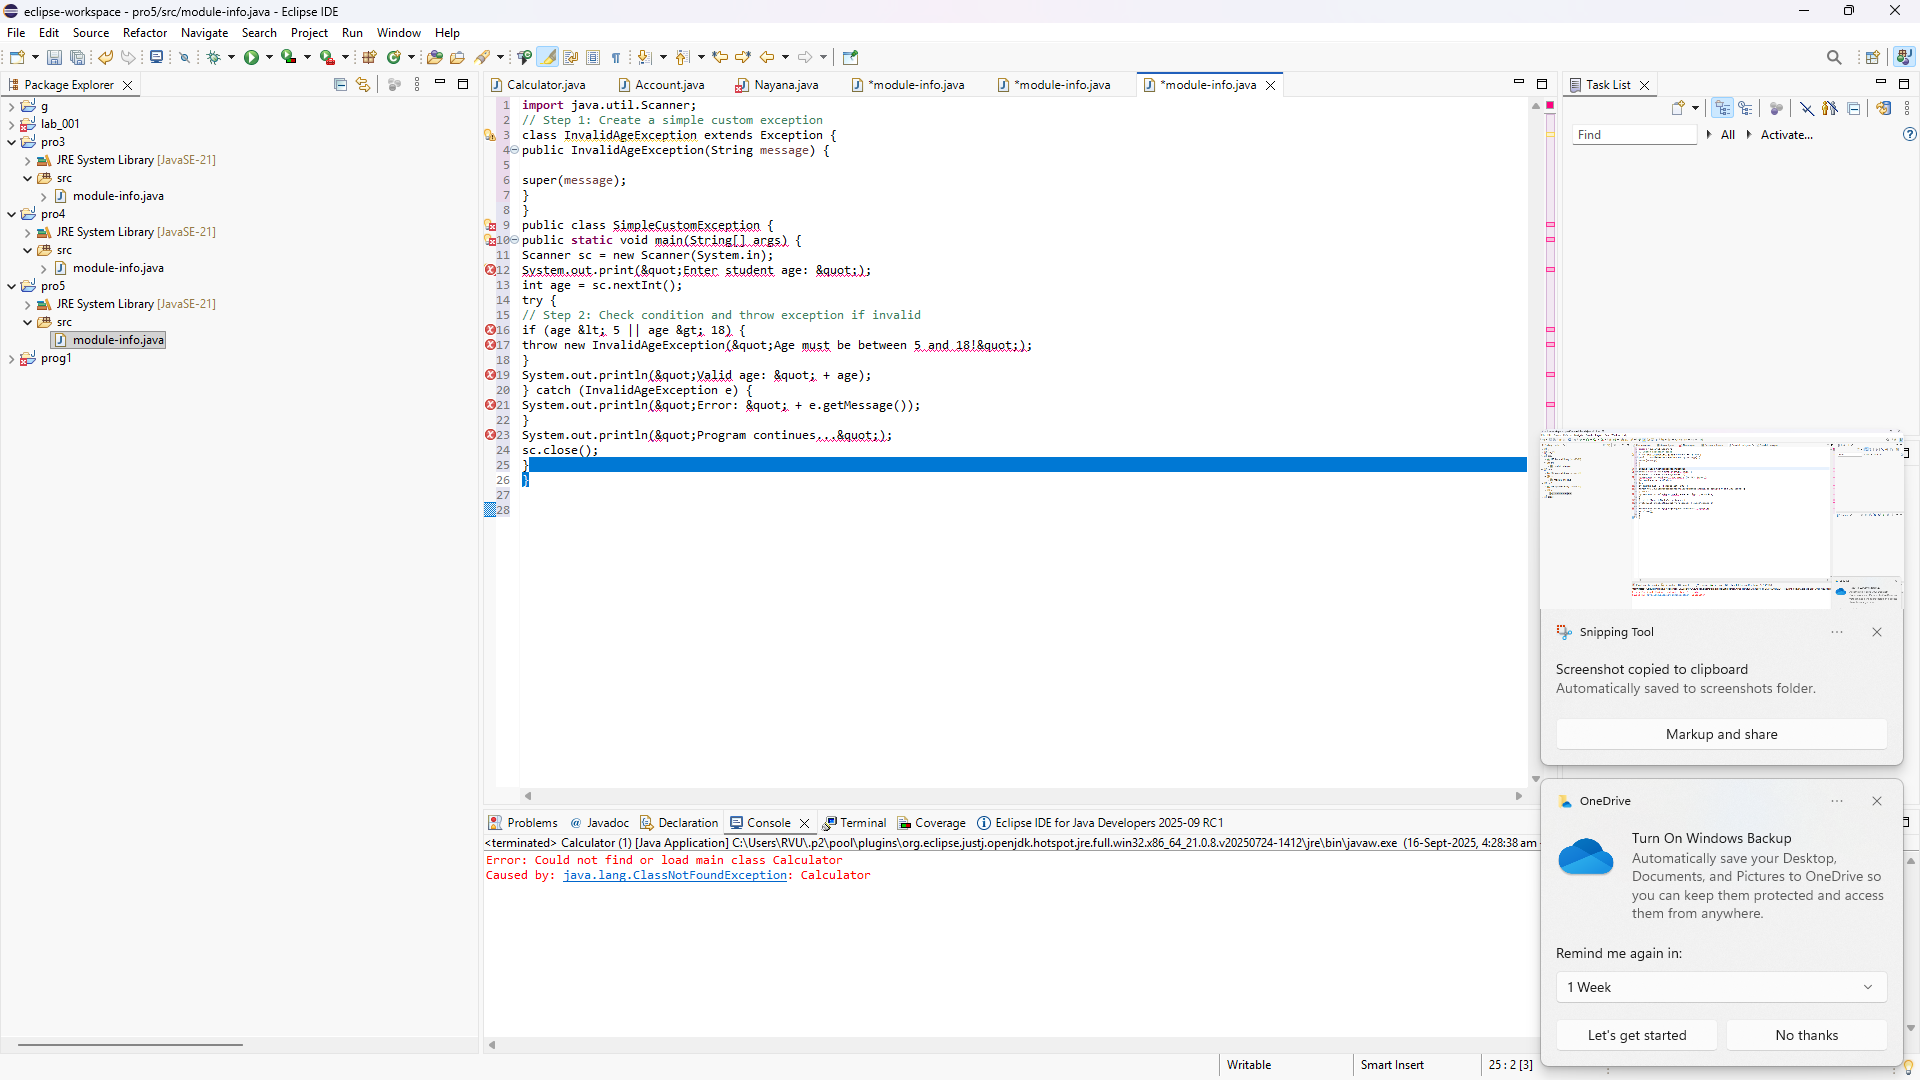 eclipse-workspace - pro5/src/module-info.java - Eclipse IDE
File Edit Source Refactor Navigate Search Project Run Window Help
Package Explorer
g
lab_001
pro3
JRE System Library [JavaSE-21]
src
module-info.java
pro4
JRE System Library [JavaSE-21]
src
module-info.java
pro5
JRE System Library [JavaSE-21]
src
module-info.java
prog1
Calculator.java Account.java Nayana.java *module-info.java *module-info.java *module-info.java
1 import java.util.Scanner;
2 // Step 1: Create a simple custom exception
3 class InvalidAgeException extends Exception {
4 public InvalidAgeException(String message) {
5
6 super(message);
7 }
8 }
9 public class SimpleCustomException {
10 public static void main(String[] args) {
11 Scanner sc = new Scanner(System.in);
12 System.out.print(&quot;Enter student age: &quot;);
13 int age = sc.nextInt();
14 try {
15 // Step 2: Check condition and throw exception if invalid
16 if (age &lt; 5 || age &gt; 18) {
17 throw new InvalidAgeException(&quot;Age must be between 5 and 18!&quot;);
18 }
19 System.out.println(&quot;Valid age: &quot; + age);
20 } catch (InvalidAgeException e) {
21 System.out.println(&quot;Error: &quot; + e.getMessage());
22 }
23 System.out.println(&quot;Program continues...&quot;);
24 sc.close();
25 }
26 }
27
28
Task List
Find All Activate...
Snipping Tool
Screenshot copied to clipboard
Automatically saved to screenshots folder.
Markup and share
OneDrive
Turn On Windows Backup
Automatically save your Desktop,
Documents, and Pictures to OneDrive so
you can keep them protected and access
them from anywhere.
Remind me again in:
1 Week
Let's get started No thanks
Problems Javadoc Declaration Console Terminal Coverage Eclipse IDE for Java Developers 2025-09 RC1
<terminated> Calculator (1) [Java Application] C:\Users\RVU\.p2\pool\plugins\org.eclipse.justj.openjdk.hotspot.jre.full.win32.x86_64_21.0.8.v20250724-1412\jre\bin\javaw.exe (16-Sept-2025, 4:28:38 am
Error: Could not find or load main class Calculator
Caused by: java.lang.ClassNotFoundException: Calculator
Writable Smart Insert 25 : 2 [3]